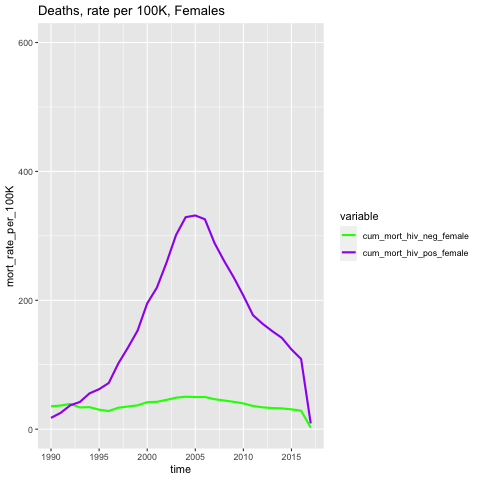 Deaths, rate per 100K, Females
600
400
200
0
mort_rate_per_100K
1990
1995
2000
2005
2010
2015
time
variable
cum_mort_hiv_neg_female
cum_mort_hiv_pos_female